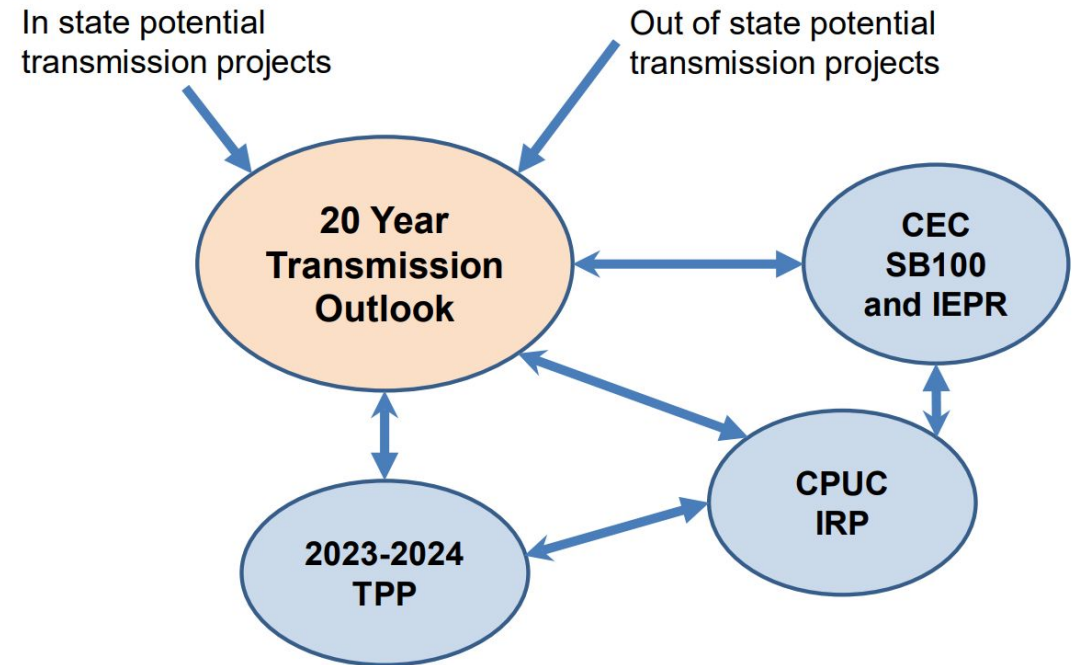 In state potential
transmission projects
Out of state potential
transmission projects
20 Year
Transmission
Outlook
CEC
SB100
and IEPR
CPUC
IRP
2023-2024
TPP